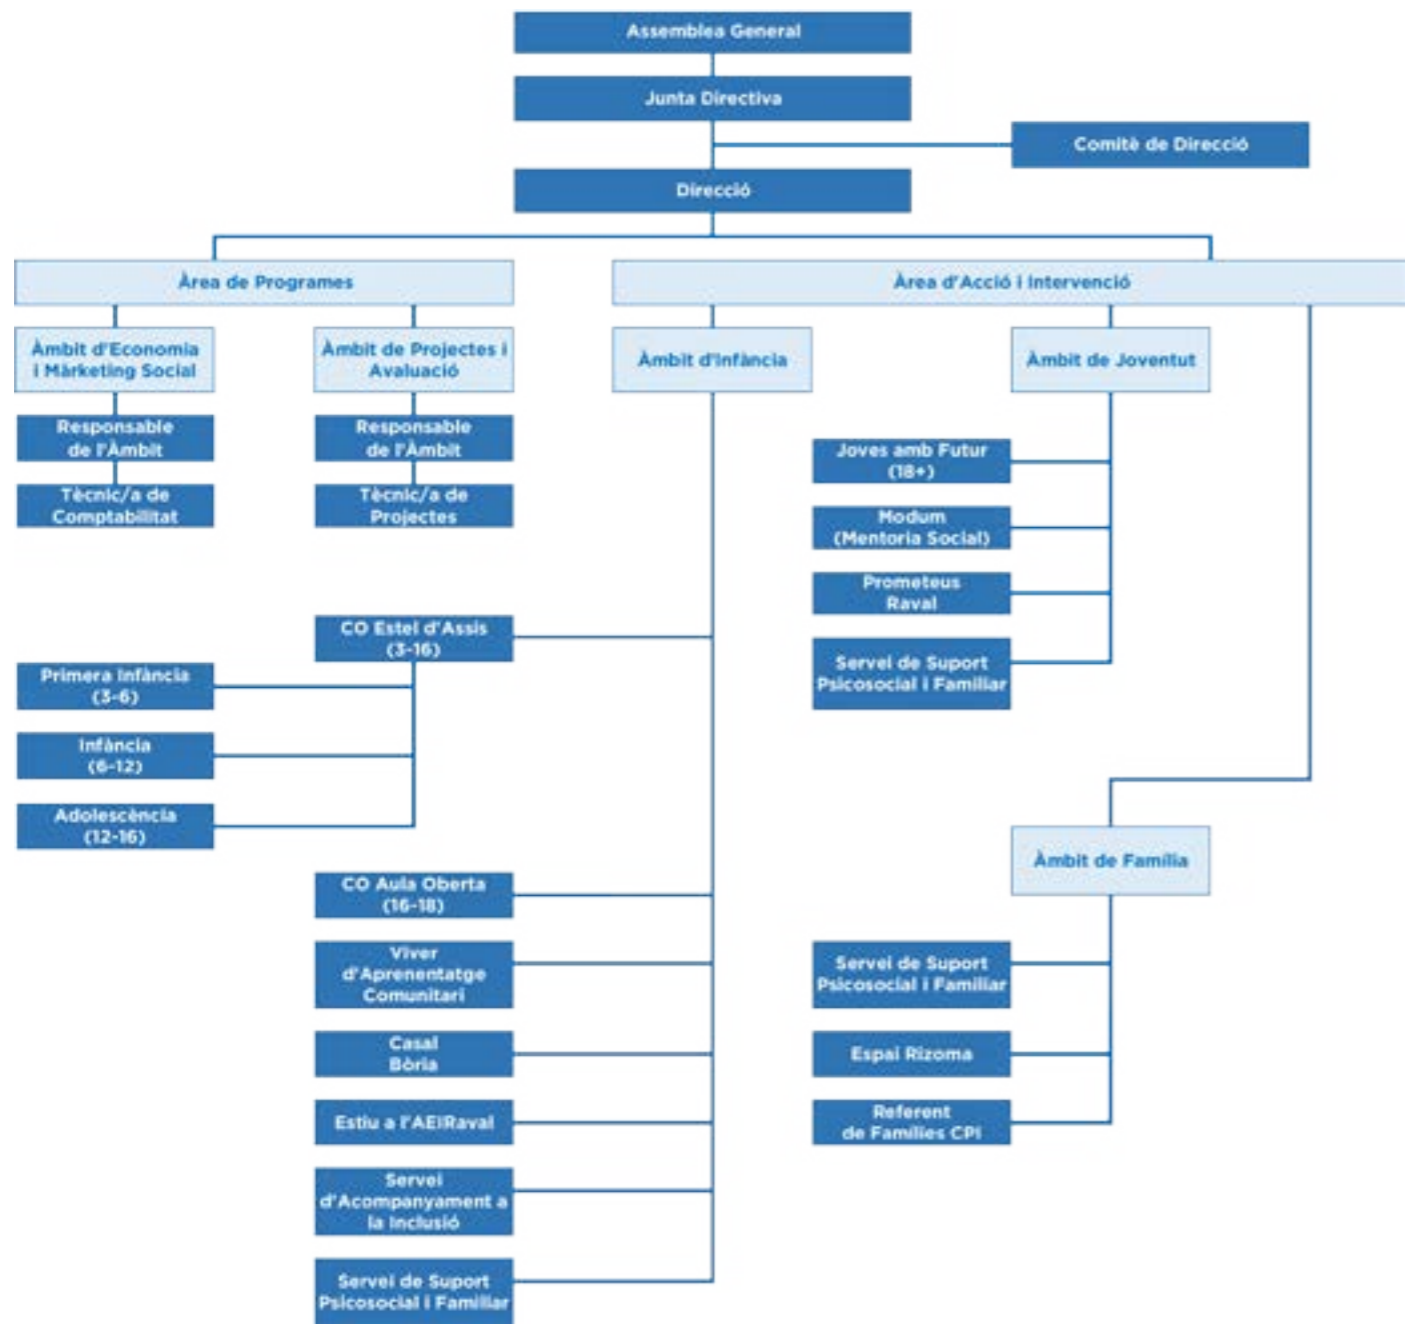 Assemblea General
Junta Directiva
Comitè de Direcció
Direcció
Àrea de Programes
Àrea d'Acció i Intervenció
Àmbit d'Economia
i Màrketing Social
Àmbit de Projectes i
Avaluació
Àmbit d'Infància
Àmbit de Joventut
Responsable
de l'Àmbit
Responsable
de l'Àmbit
Tècnic/a de
Comptabilitat
Tècnic/a de
Projectes
Joves amb Futur
(18+)
Modum
(Mentoria Social)
Prometeus
Raval
Servei de Suport
Psicosocial i Familiar
CO Estel d'Assis
(3-16)
Primera Infància
(3-6)
Infància
(6-12)
Adolescència
(12-16)
Àmbit de Família
CO Aula Oberta
(16-18)
Viver
d'Aprenentatge
Comunitari
Casal
Bòria
Estiu a l'AEIRaval
Servei
d'Acompanyament a
la Inclusió
Servei de Suport
Psicosocial i Familiar
Servei de Suport
Psicosocial i Familiar
Espai Rizoma
Referent
de Famílies CPI